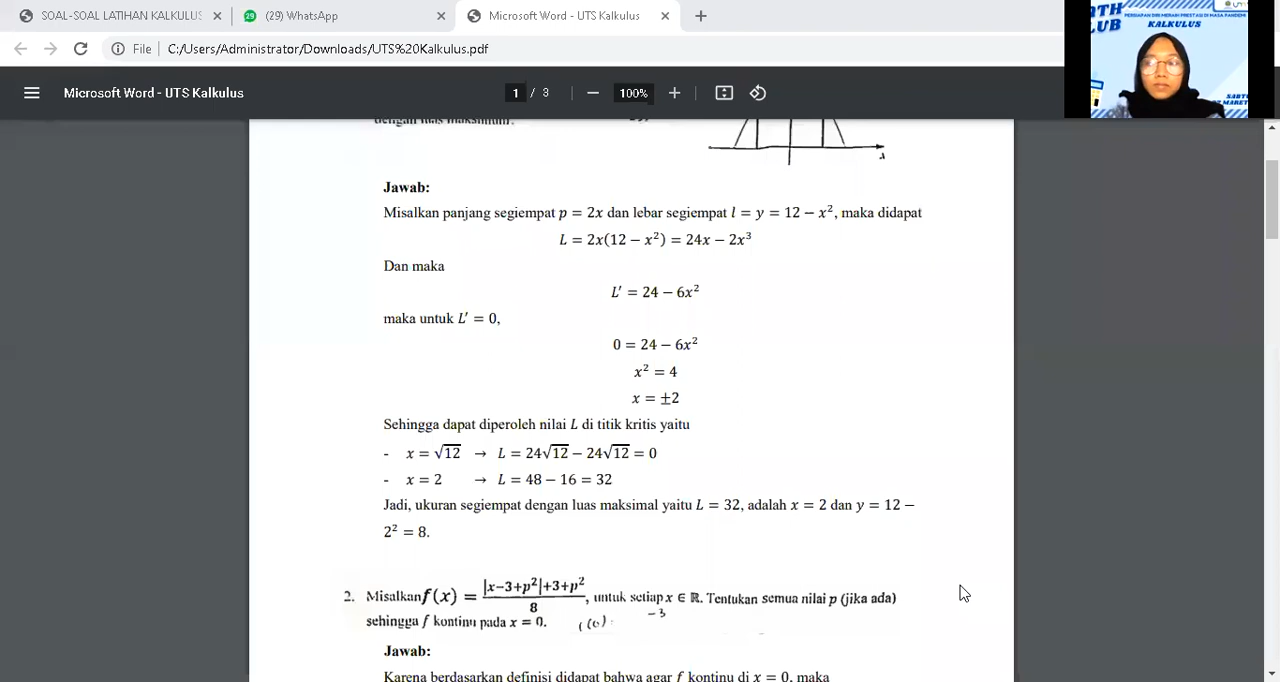 SOAL-SOAL LATIHAN KALKULUS
(29) WhatsApp
Microsoft Word - UTS Kalkulus
File
C:/Users/Administrator/Downloads/UTS%20Kalkulus.pdf
Microsoft Word - UTS Kalkulus
1 / 3
100%
KALKULUS
dengan luas maksimum.
Jawab:
Misalkan panjang segiempat p = 2x dan lebar segiempat l = y = 12 − x², maka didapat
L = 2x(12 − x²) = 24x − 2x³
Dan maka
L′ = 24 − 6x²
maka untuk L′ = 0,
0 = 24 − 6x²
x² = 4
x = ±2
Sehingga dapat diperoleh nilai L di titik kritis yaitu
- x = √12 → L = 24√12 − 24√12 = 0
- x = 2 → L = 48 − 16 = 32
Jadi, ukuran segiempat dengan luas maksimal yaitu L = 32, adalah x = 2 dan y = 12 −
2² = 8.
2. Misalkan f(x) = |x−3+p²|+3+p² / 8, untuk setiap x ∈ ℝ. Tentukan semua nilai p (jika ada)
sehingga f kontinu pada x = 0.
Jawab:
Karena berdasarkan definisi didapat bahwa agar f kontinu di x = 0, maka